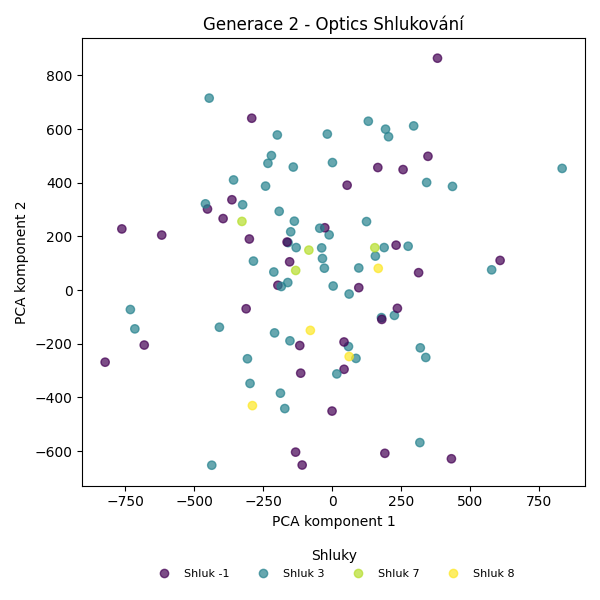 Generace 2 - Optics Shlukování
PCA komponent 2
800
600
400
200
0
−200
−400
−600
−750 −500 −250 0 250 500 750
PCA komponent 1
Shluky
Shluk -1 Shluk 3 Shluk 7 Shluk 8